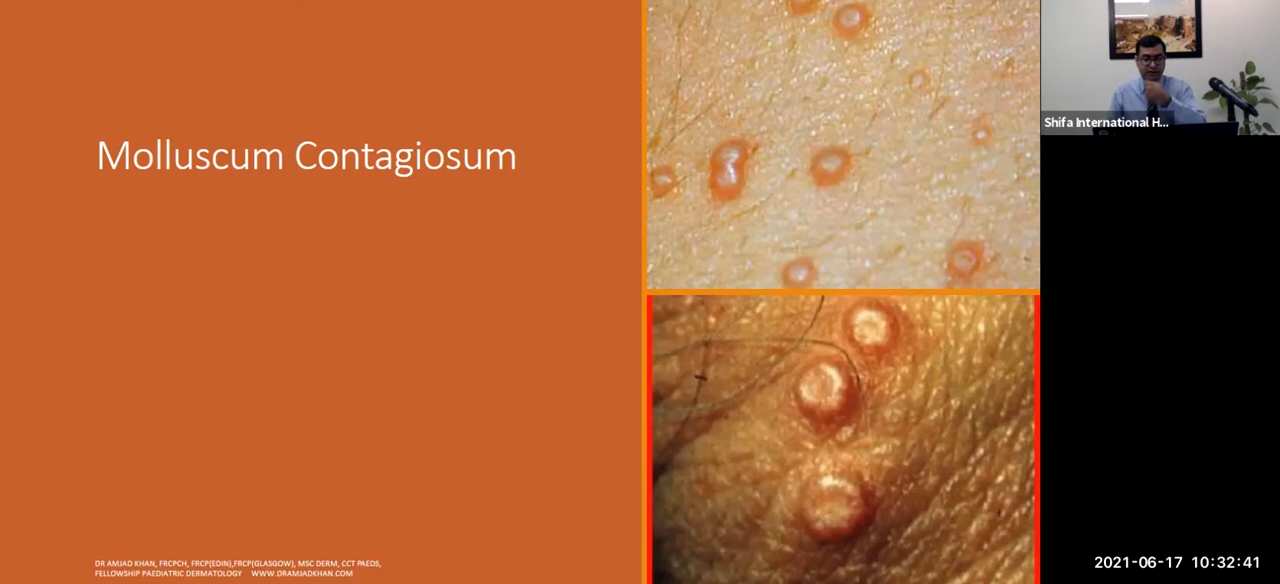 Molluscum Contagiosum
DR AMJAD KHAN, FRCPCH, FRCP(EDIN),FRCP(GLASGOW), MSC DERM, CCT PAEDS,
FELLOWSHIP PAEDIATRIC DERMATOLOGY WWW.DRAMJADKHAN.COM
Shifa International H...
2021-06-17 10:32:41